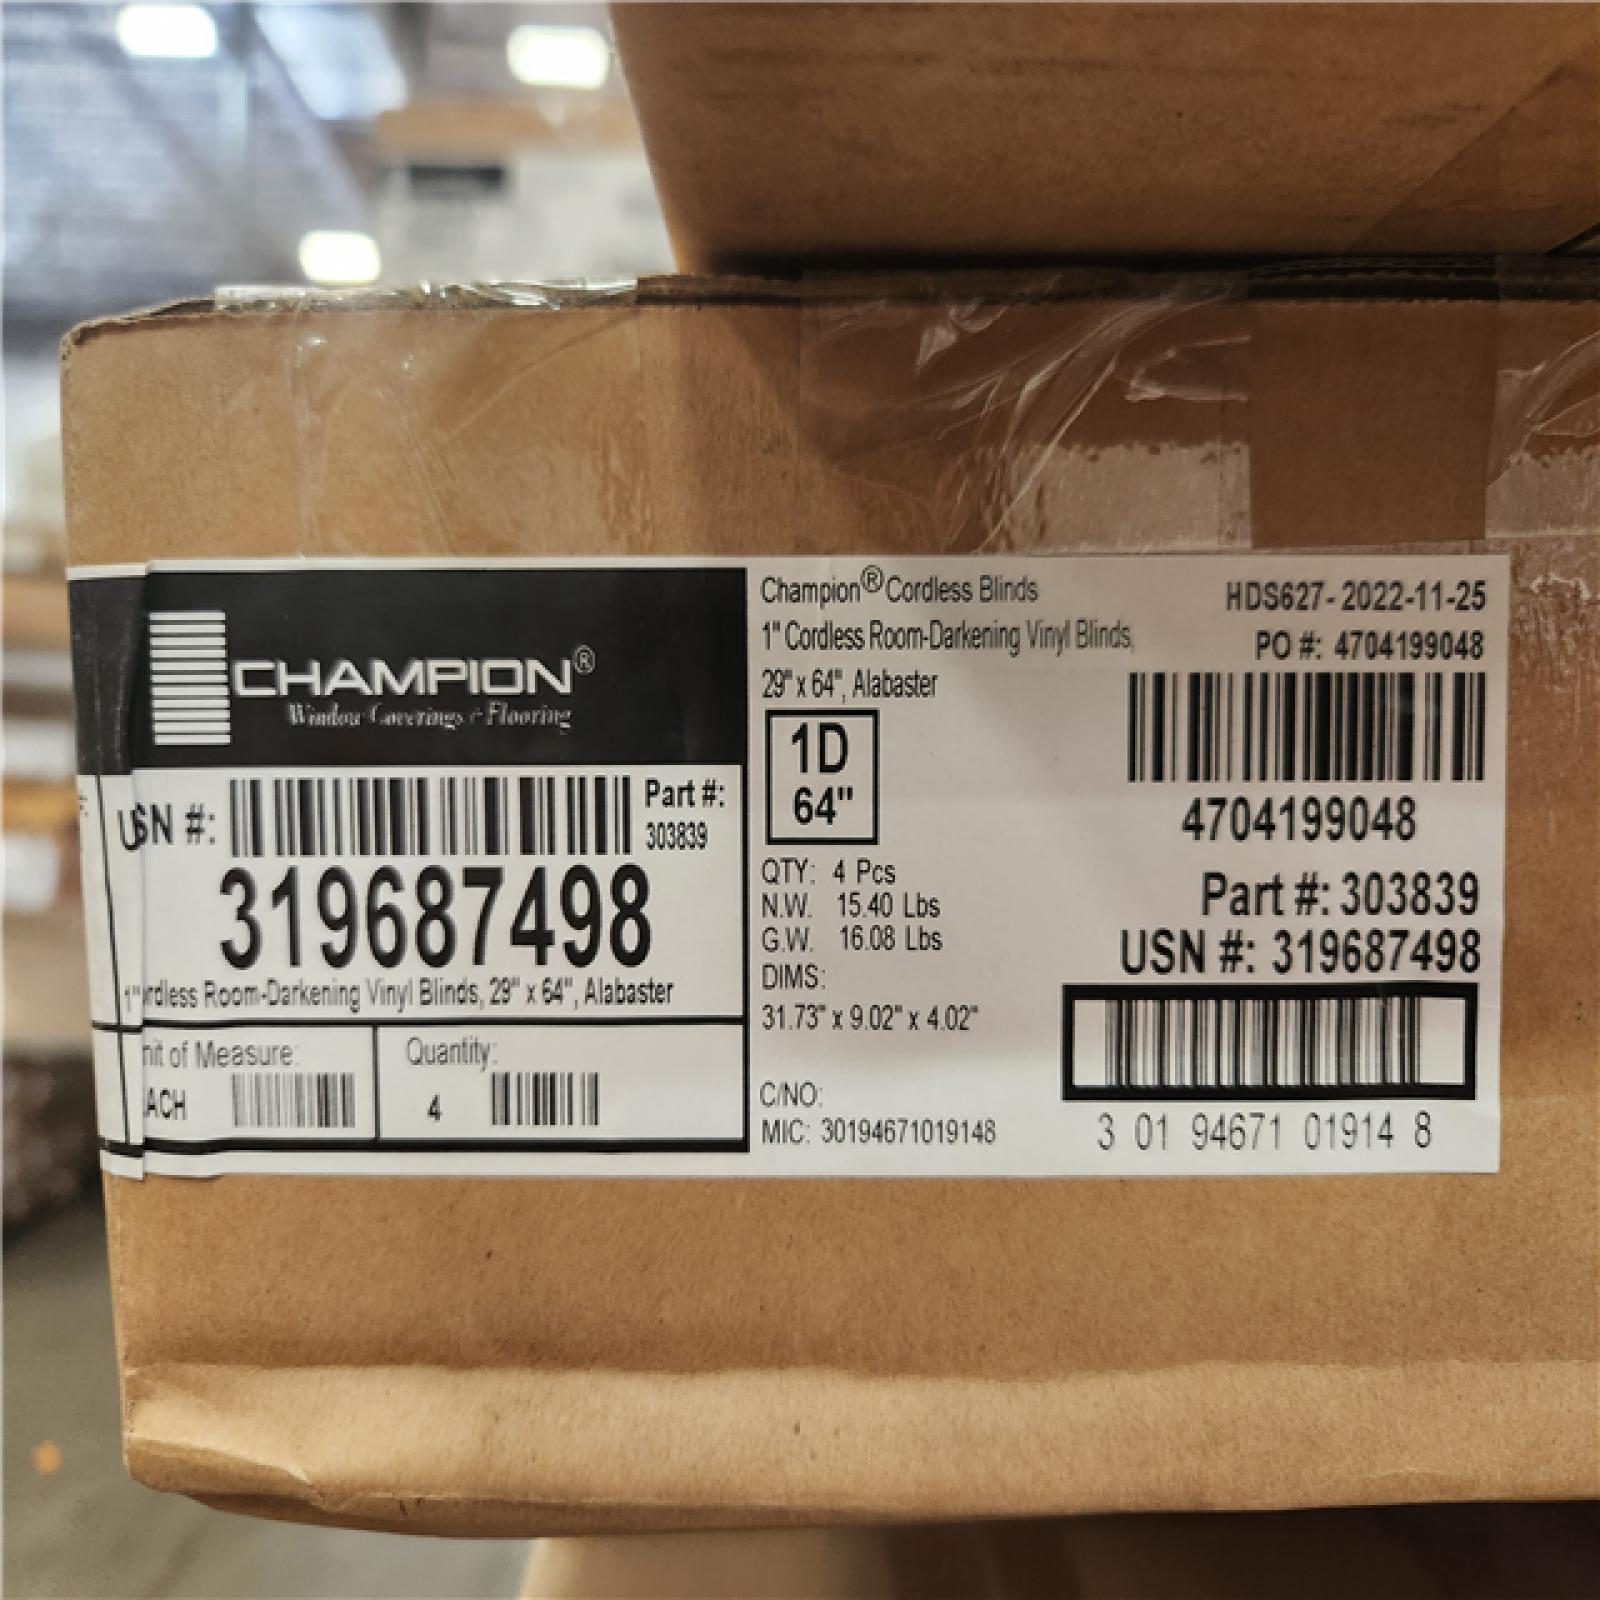 CHAMPION®
Window Coverings & Flooring
USN #:
Part #:
303839
319687498
1" ordless Room-Darkening Vinyl Blinds, 29" x 64", Alabaster
nit of Measure:
ACH
Quantity:
4
Champion® Cordless Blinds
1" Cordless Room-Darkening Vinyl Blinds,
29" x 64", Alabaster
1D
64"
QTY: 4 Pcs
N.W. 15.40 Lbs
G.W. 16.08 Lbs
DIMS:
31.73" x 9.02" x 4.02"
C/NO:
MIC: 30194671019148
HDS627- 2022-11-25
PO #: 4704199048
4704199048
Part #: 303839
USN #: 319687498
3 01 94671 01914 8